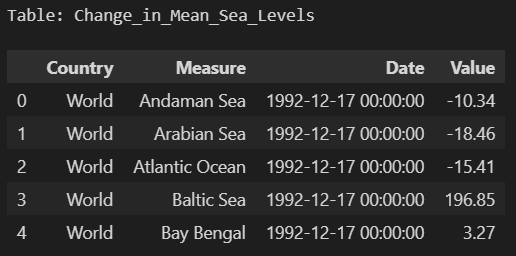 Table: Change_in_Mean_Sea_Levels
Country Measure Date Value
0 World Andaman Sea 1992-12-17 00:00:00 -10.34
1 World Arabian Sea 1992-12-17 00:00:00 -18.46
2 World Atlantic Ocean 1992-12-17 00:00:00 -15.41
3 World Baltic Sea 1992-12-17 00:00:00 196.85
4 World Bay Bengal 1992-12-17 00:00:00 3.27